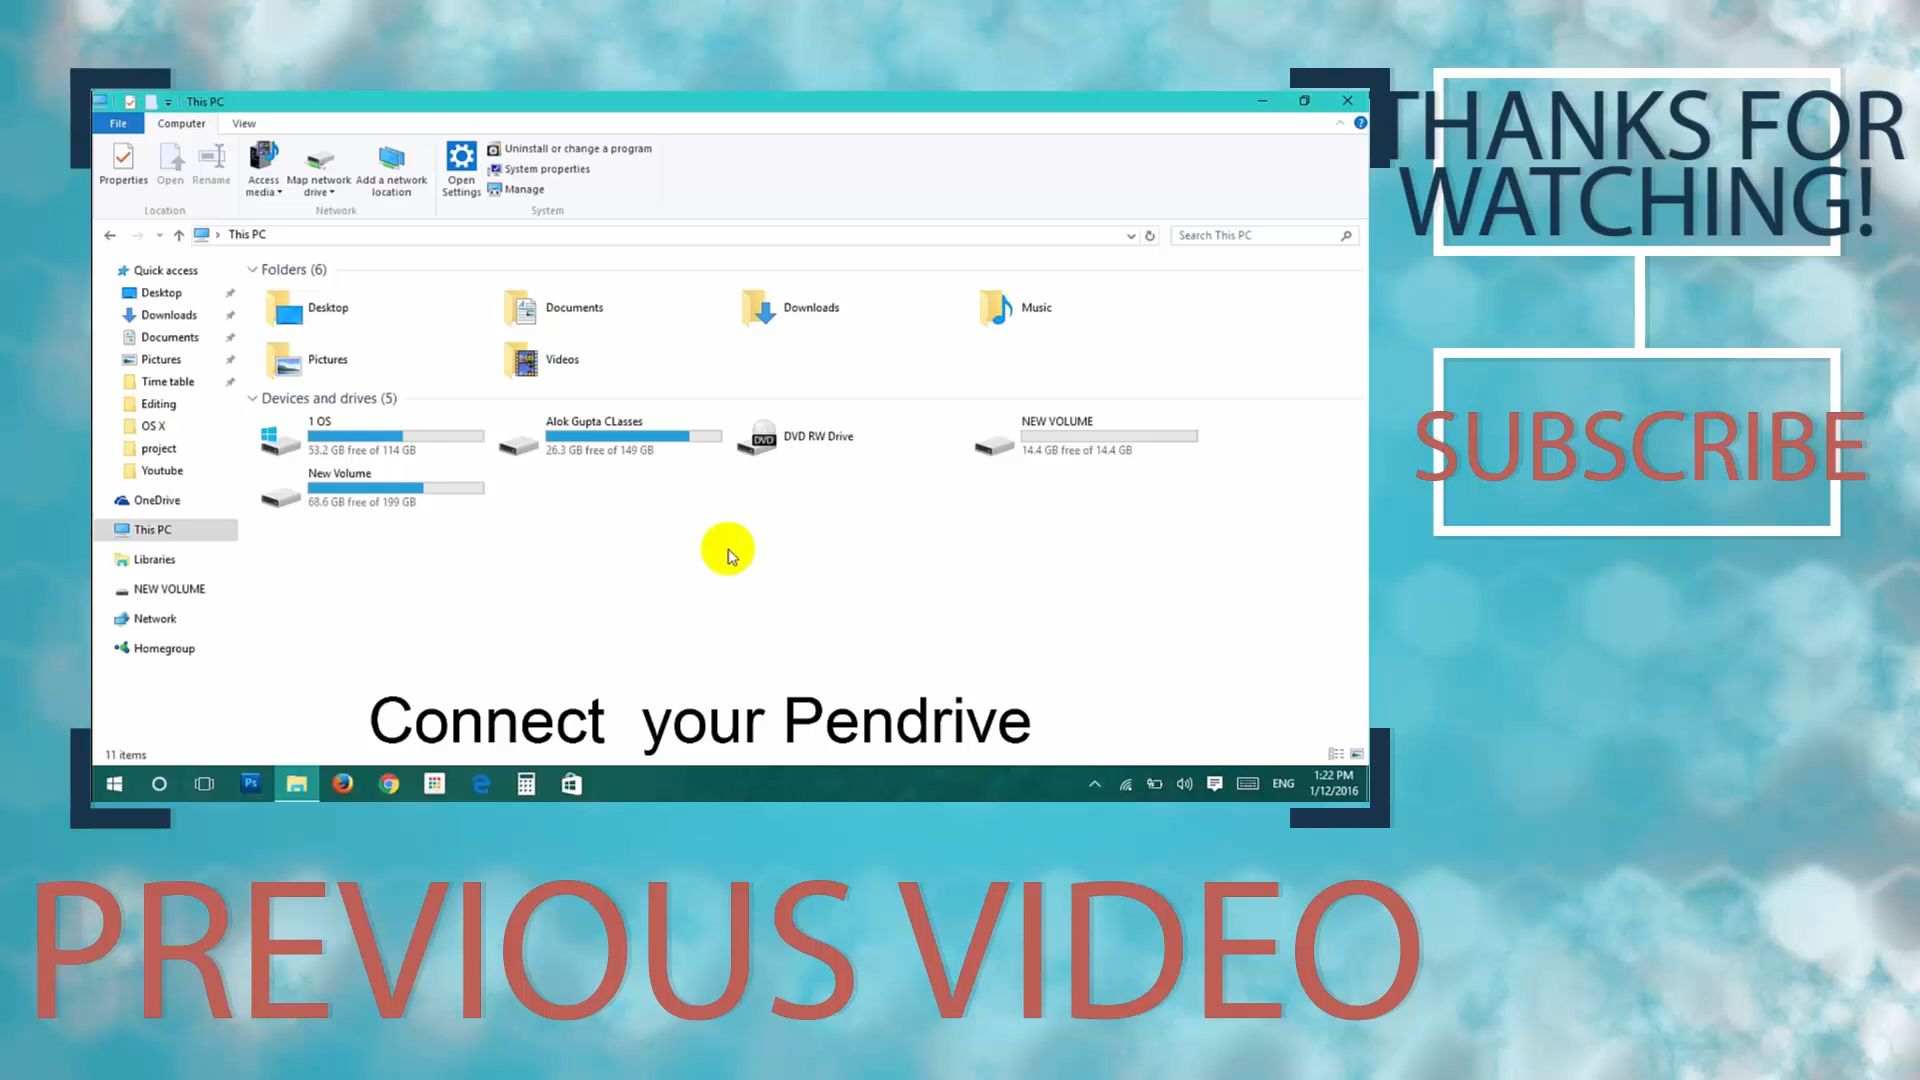 This PC
File
Computer
View
Properties
Open
Rename
Access media
Map network drive
Add a network location
Open Settings
Uninstall or change a program
System properties
Manage
Location
Network
System
This PC
Search This PC
Quick access
Desktop
Downloads
Documents
Pictures
Time table
Editing
OS X
project
Youtube
OneDrive
This PC
Libraries
NEW VOLUME
Network
Homegroup
Folders (6)
Desktop
Documents
Downloads
Music
Pictures
Videos
Devices and drives (5)
1 OS
53.2 GB free of 114 GB
Alok Gupta CLasses
26.3 GB free of 149 GB
DVD
DVD RW Drive
NEW VOLUME
14.4 GB free of 14.4 GB
New Volume
68.6 GB free of 199 GB
Connect your Pendrive
11 items
Ps
ENG
1:22 PM
1/12/2016
THANKS FOR
WATCHING!
SUBSCRIBE
PREVIOUS VIDEO